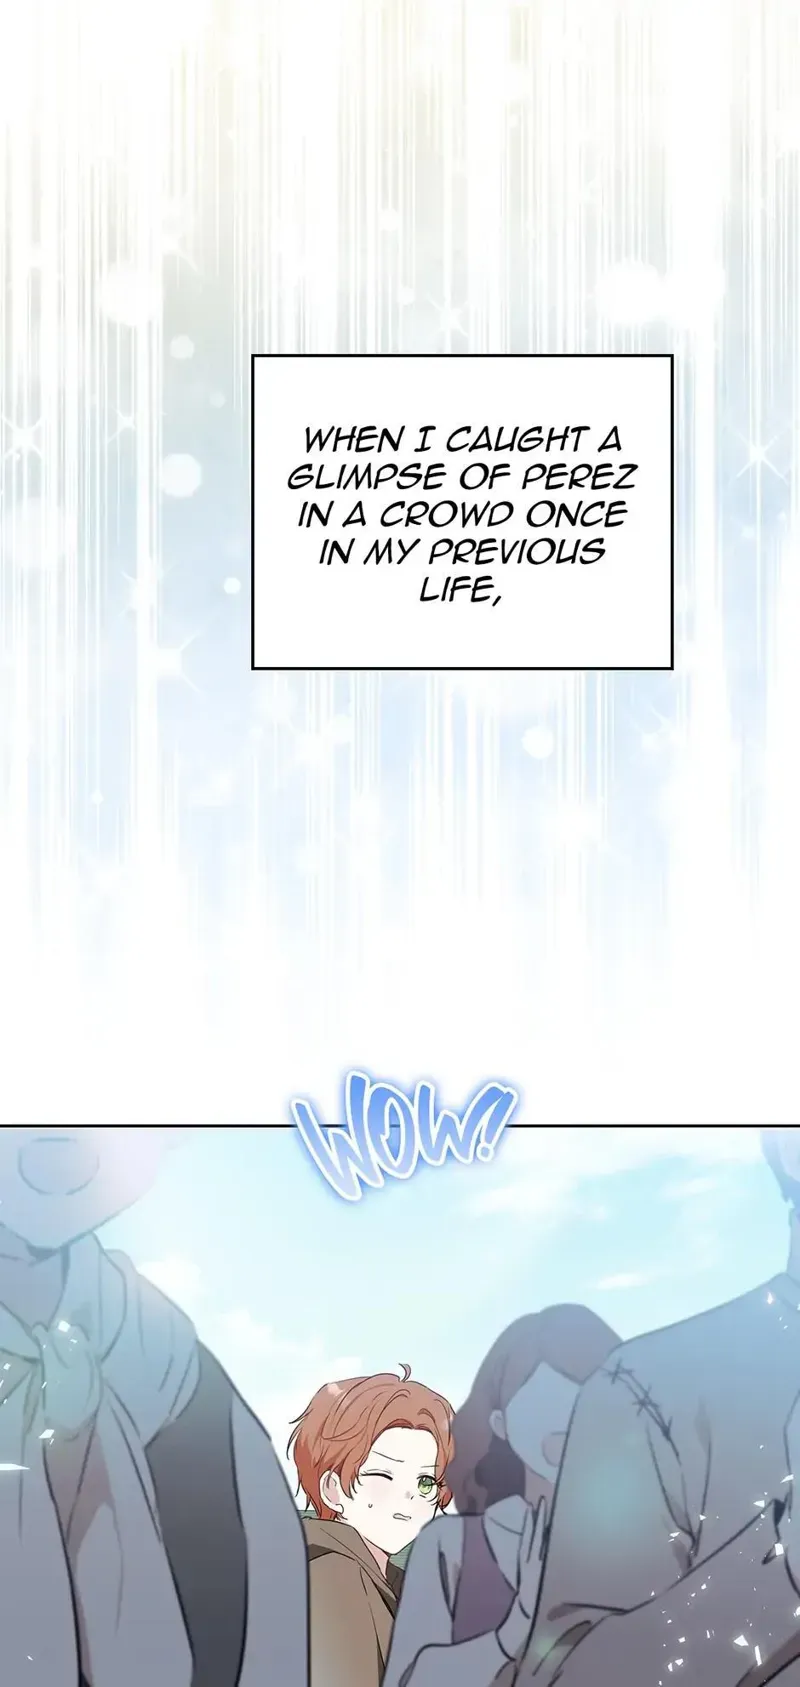 WHEN I CAUGHT A
GLIMPSE OF PEREZ
IN A CROWD ONCE
IN MY PREVIOUS
LIFE,
WOW!